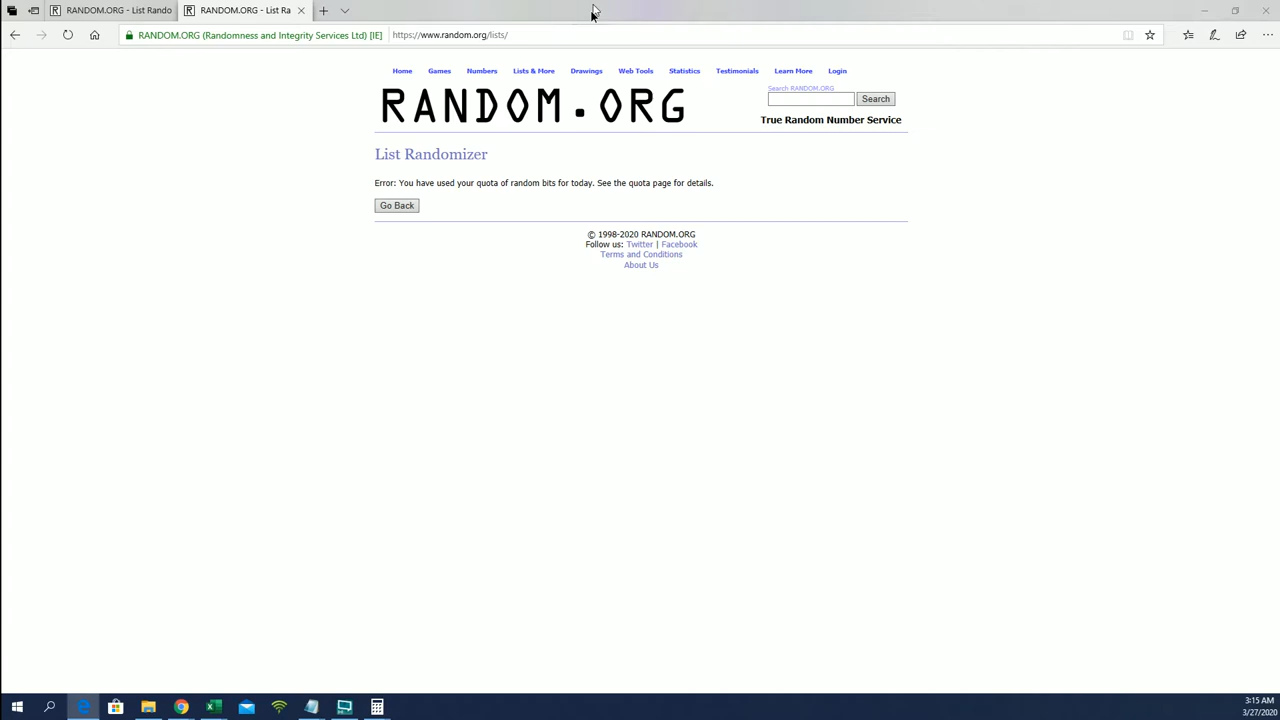 RANDOM.ORG - List Rando
RANDOM.ORG - List Ra
RANDOM.ORG (Randomness and Integrity Services Ltd) [IE]
https://www.random.org/lists/
Home Games Numbers Lists & More Drawings Web Tools Statistics Testimonials Learn More Login
Search RANDOM.ORG
RANDOM.ORG
Search
True Random Number Service
List Randomizer
Error: You have used your quota of random bits for today. See the quota page for details.
Go Back
© 1998-2020 RANDOM.ORG
Follow us: Twitter | Facebook
Terms and Conditions
About Us
3:15 AM
3/27/2020